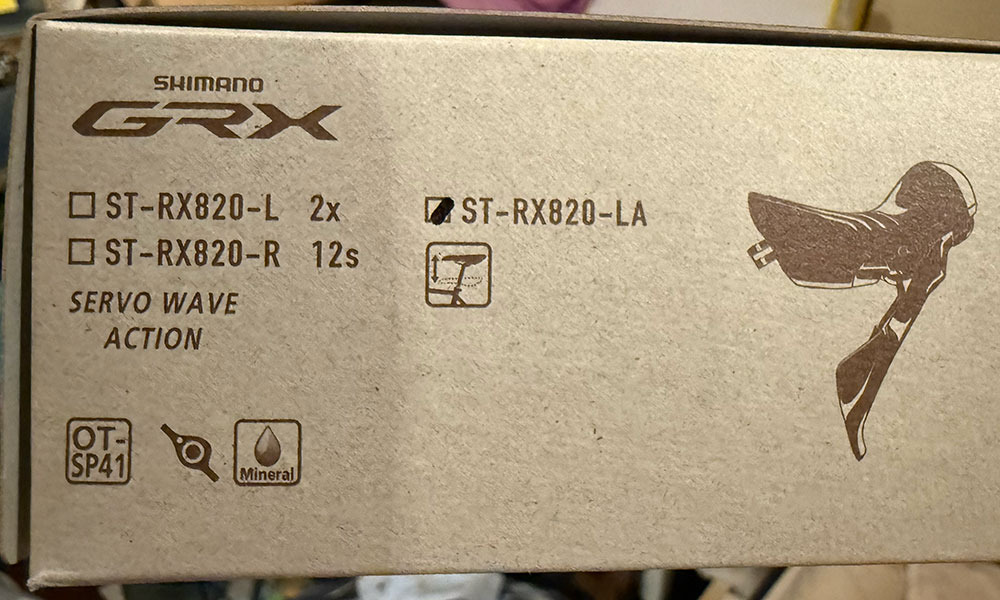 SHIMANO
GRX
ST-RX820-L 2x
ST-RX820-R 12s
SERVO WAVE
ACTION
ST-RX820-LA
OT-
SP41
Mineral